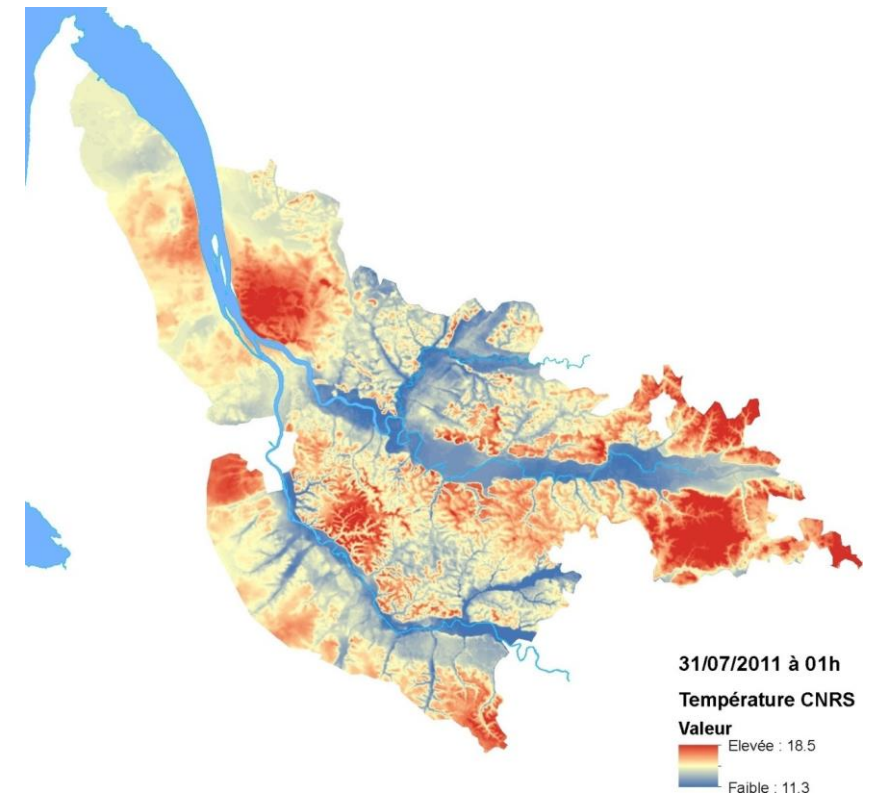 31/07/2011 à 01h
Température CNRS
Valeur
Elevée : 18.5
Faible : 11.3